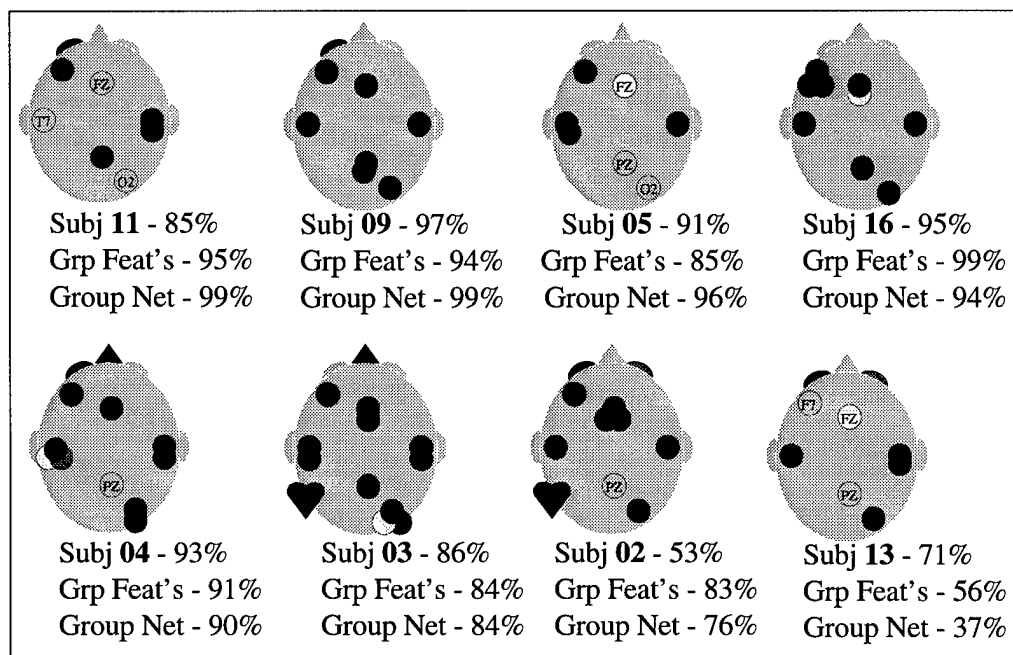 FZ
T7
O2
Subj 11 - 85%
Grp Feat's - 95%
Group Net - 99%
Subj 09 - 97%
Grp Feat's - 94%
Group Net - 99%
FZ
PZ
O2
Subj 05 - 91%
Grp Feat's - 85%
Group Net - 96%
Subj 16 - 95%
Grp Feat's - 99%
Group Net - 94%
PZ
Subj 04 - 93%
Grp Feat's - 91%
Group Net - 90%
Subj 03 - 86%
Grp Feat's - 84%
Group Net - 84%
PZ
Subj 02 - 53%
Grp Feat's - 83%
Group Net - 76%
F7
FZ
PZ
Subj 13 - 71%
Grp Feat's - 56%
Group Net - 37%